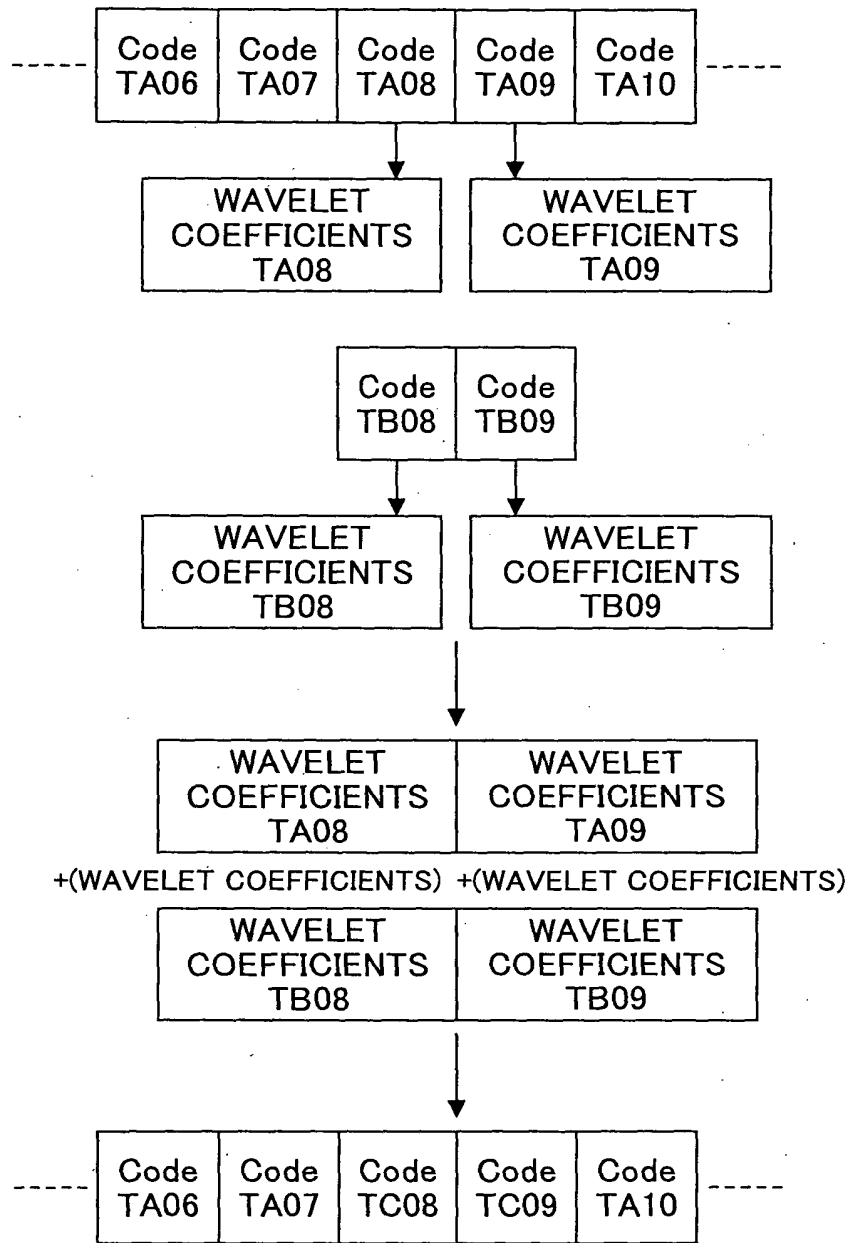 Code Code Code Code Code
TA06 TA07 TA08 TA09 TA10
WAVELET WAVELET
COEFFICIENTS COEFFICIENTS
TA08 TA09
Code Code
TB08 TB09
WAVELET WAVELET
COEFFICIENTS COEFFICIENTS
TB08 TB09
WAVELET WAVELET
COEFFICIENTS COEFFICIENTS
TA08 TA09
+(WAVELET COEFFICIENTS) +(WAVELET COEFFICIENTS)
WAVELET WAVELET
COEFFICIENTS COEFFICIENTS
TB08 TB09
Code Code Code Code Code
TA06 TA07 TC08 TC09 TA10